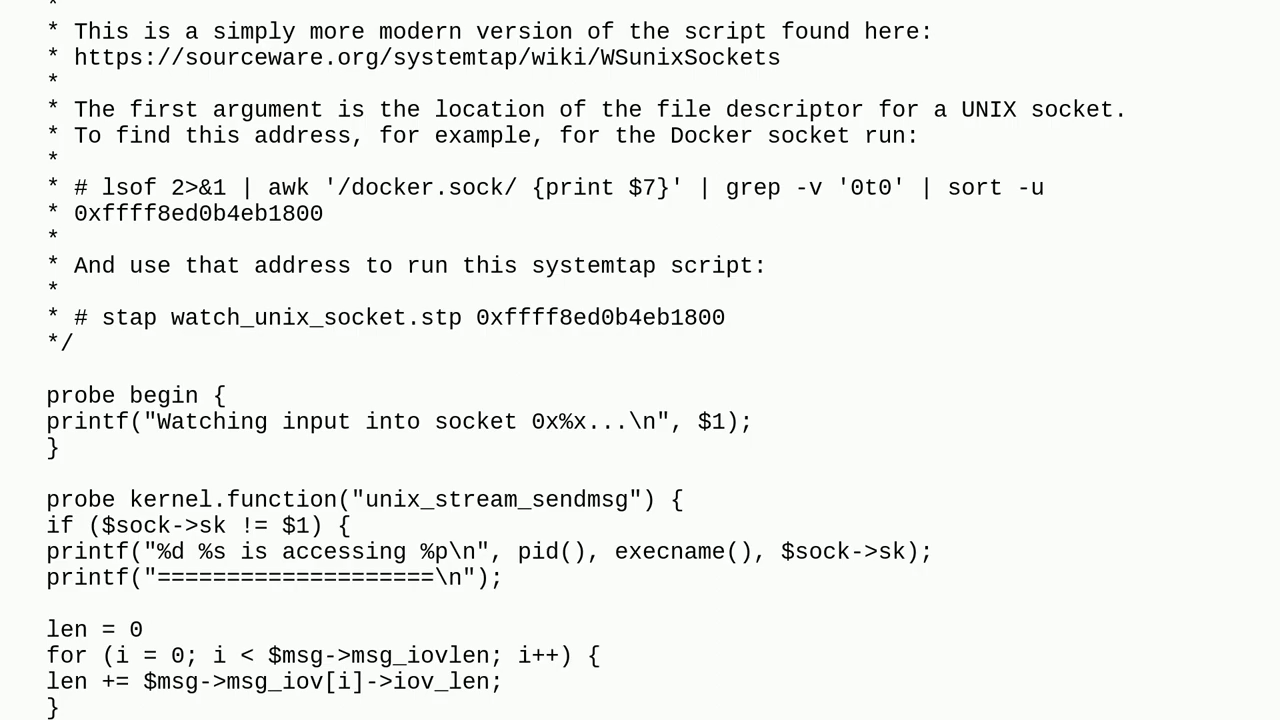 *
* This is a simply more modern version of the script found here:
* https://sourceware.org/systemtap/wiki/WSunixSockets
*
* The first argument is the location of the file descriptor for a UNIX socket.
* To find this address, for example, for the Docker socket run:
*
* # lsof 2>&1 | awk '/docker.sock/ {print $7}' | grep -v '0t0' | sort -u
* 0xffff8ed0b4eb1800
*
* And use that address to run this systemtap script:
*
* # stap watch_unix_socket.stp 0xffff8ed0b4eb1800
*/
probe begin {
printf("Watching input into socket 0x%x...\n", $1);
}
probe kernel.function("unix_stream_sendmsg") {
if ($sock->sk != $1) {
printf("%d %s is accessing %p\n", pid(), execname(), $sock->sk);
printf("====================\n");
len = 0
for (i = 0; i < $msg->msg_iovlen; i++) {
len += $msg->msg_iov[i]->iov_len;
}